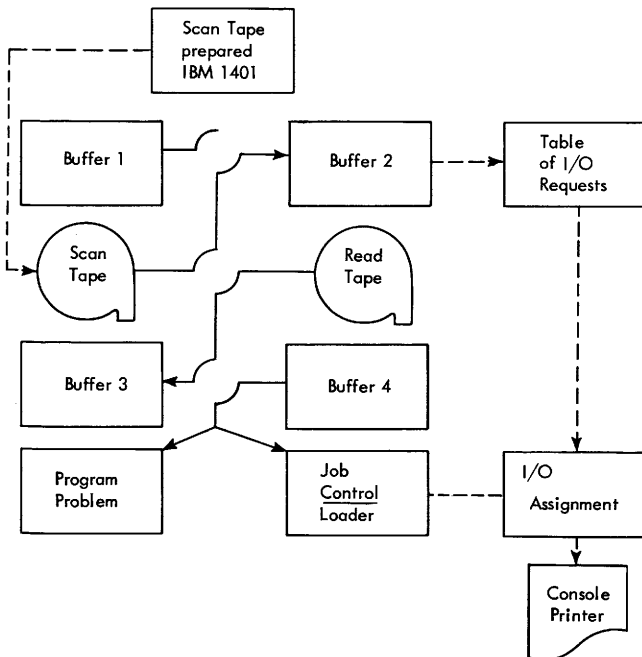 Scan Tape
prepared
IBM 1401
Buffer 1
Buffer 2
Table
of I/O
Requests
Scan
Tape
Read
Tape
Buffer 3
Buffer 4
Program
Problem
Job
Control
Loader
I/O
Assignment
Console
Printer